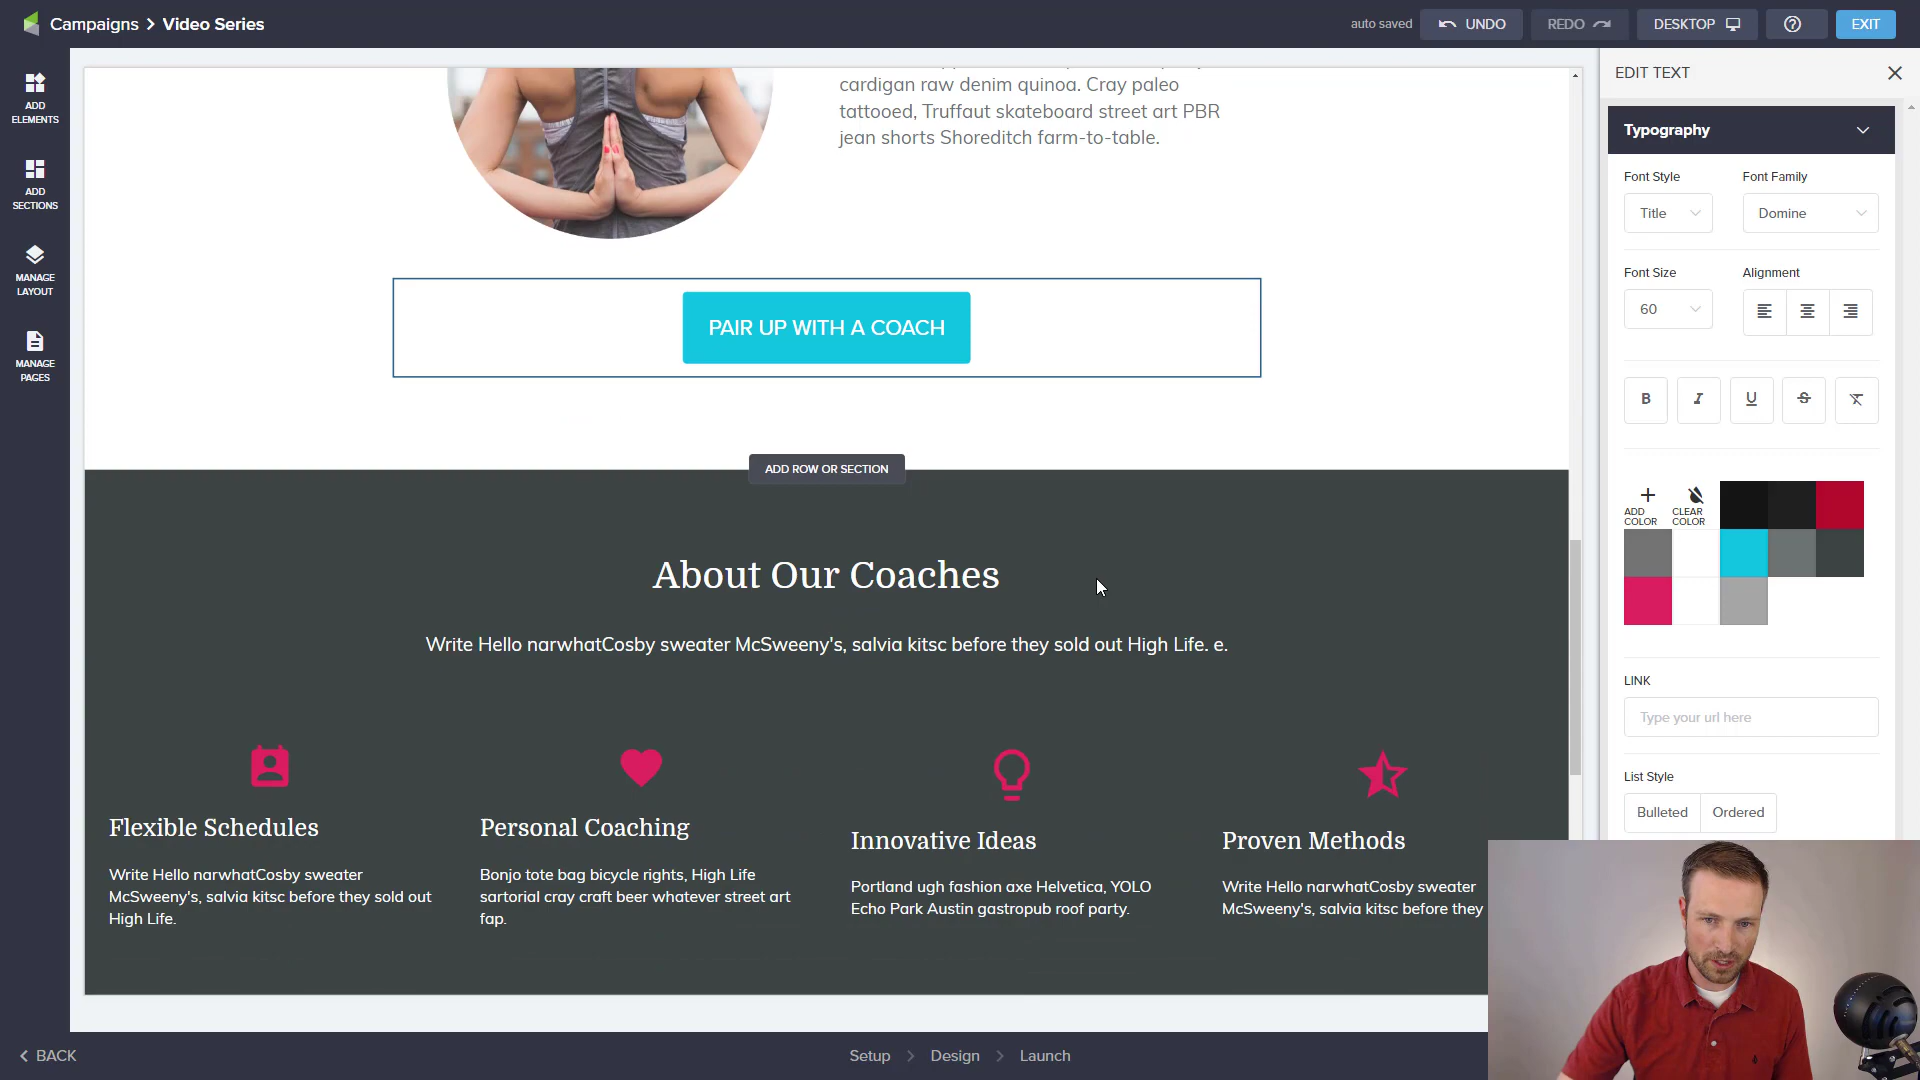 Campaigns > Video Series
auto saved
UNDO
REDO
DESKTOP
EXIT
ADD
ELEMENTS
ADD
SECTIONS
MANAGE
LAYOUT
MANAGE
PAGES
cardigan raw denim quinoa. Cray paleo
tattooed, Truffaut skateboard street art PBR
jean shorts Shoreditch farm-to-table.
PAIR UP WITH A COACH
ADD ROW OR SECTION
About Our Coaches
Write Hello narwhatCosby sweater McSweeny's, salvia kitsc before they sold out High Life. e.
Flexible Schedules
Write Hello narwhatCosby sweater
McSweeny's, salvia kitsc before they sold out
High Life.
Personal Coaching
Bonjo tote bag bicycle rights, High Life
sartorial cray craft beer whatever street art
fap.
Innovative Ideas
Portland ugh fashion axe Helvetica, YOLO
Echo Park Austin gastropub roof party.
Proven Methods
Write Hello narwhatCosby sweater
McSweeny's, salvia kitsc before they
EDIT TEXT
Typography
Font Style
Font Family
Title
Domine
Font Size
Alignment
60
B I U S
ADD
COLOR
CLEAR
COLOR
LINK
Type your url here
List Style
Bulleted
Ordered
BACK
Setup > Design > Launch